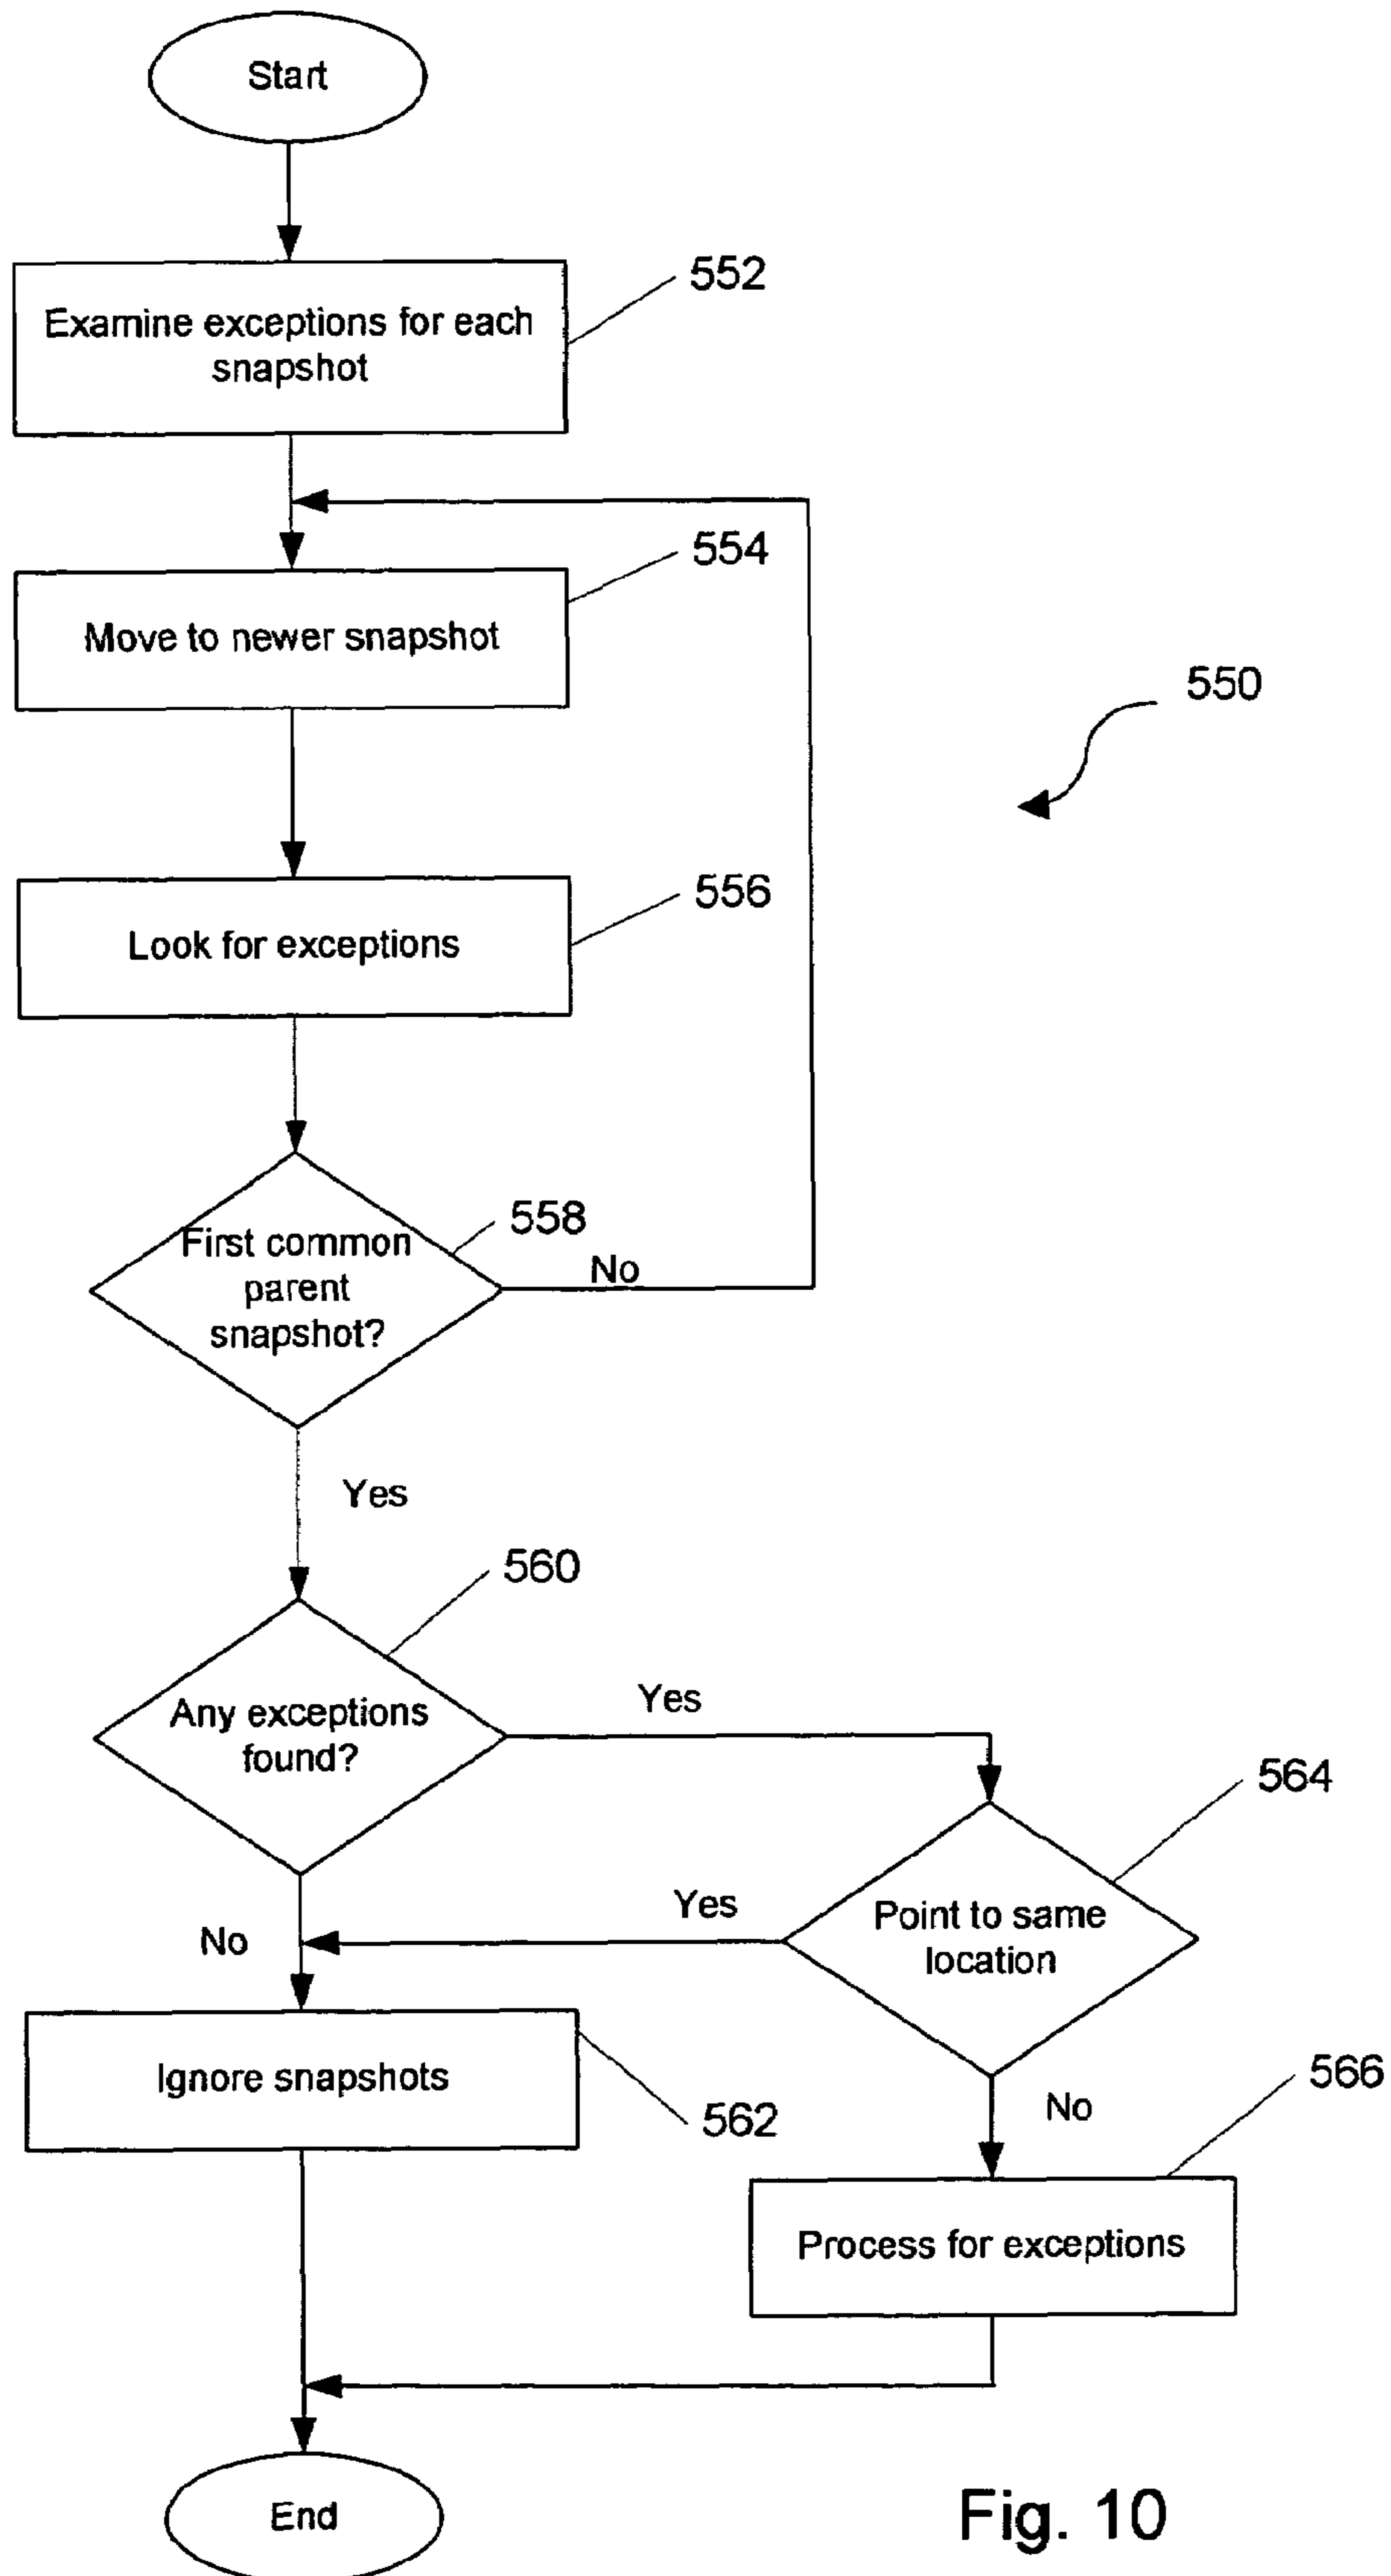 Start
552
Examine exceptions for each
snapshot
554
Move to newer snapshot
550
556
Look for exceptions
558
First common
parent
snapshot?
No
Yes
560
Any exceptions
found?
Yes
564
Point to same
location
Yes
No
Ignore snapshots
562
566
No
Process for exceptions
End
Fig. 10